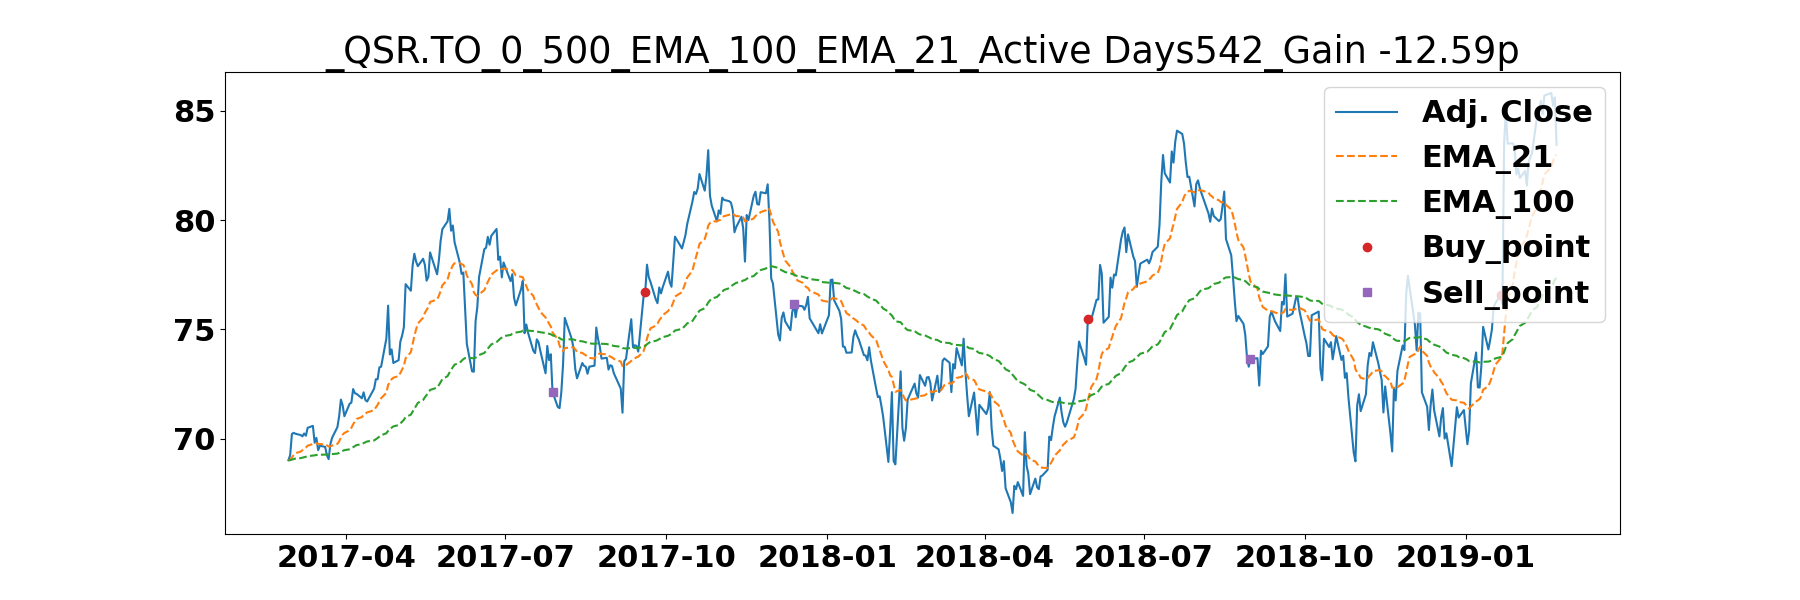 _QSR.TO_0_500_EMA_100_EMA_21_Active Days542_Gain -12.59p
85
80
75
70
Adj. Close
EMA_21
EMA_100
Buy_point
Sell_point
2017-04 2017-07 2017-10 2018-01 2018-04 2018-07 2018-10 2019-01